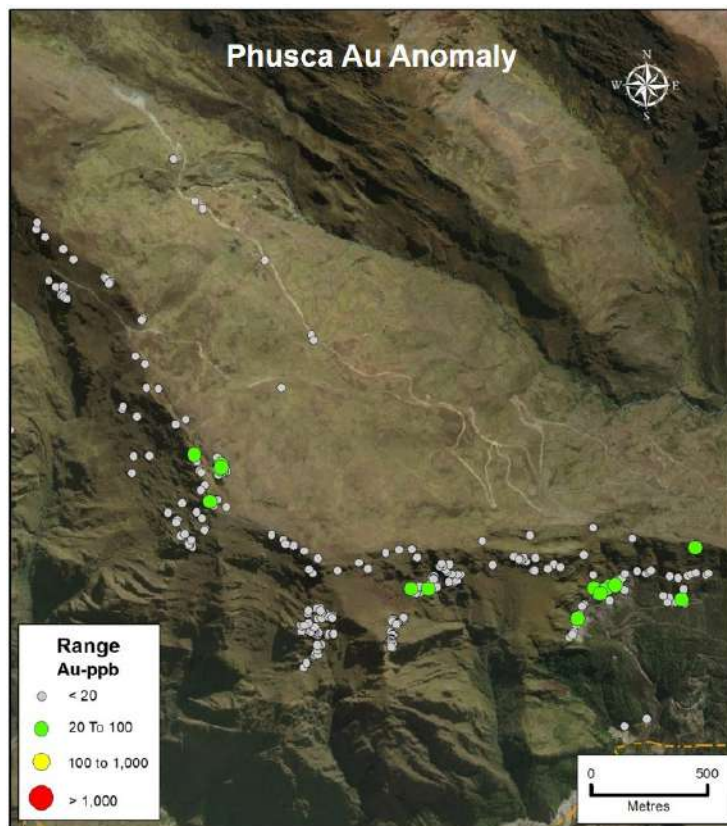 Phusca Au Anomaly
N
W E
S
Range
Au-ppb
< 20
20 To 100
100 to 1,000
> 1,000
0 500
Metres